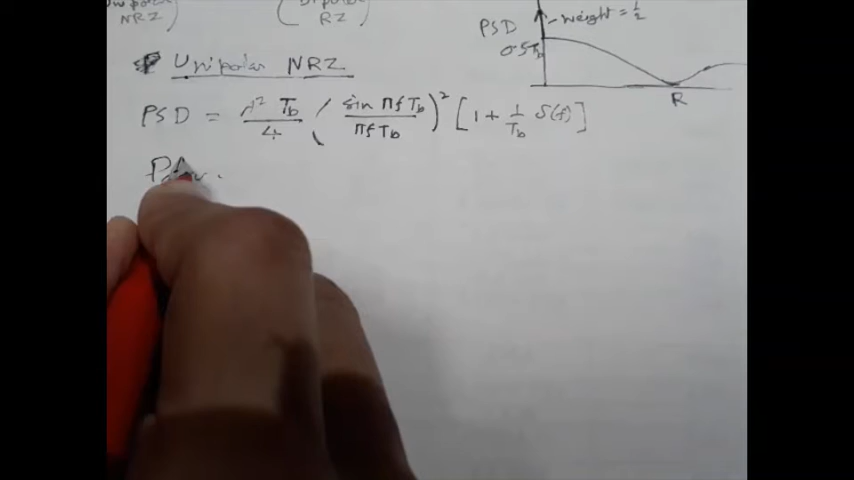 NRZ
RZ
PSD
weight = 1/2
0.5Tb
R
Unipolar NRZ
PSD = A² Tb / 4 ( sin πfTb / πfTb )² [ 1 + 1/Tb δ(f) ]